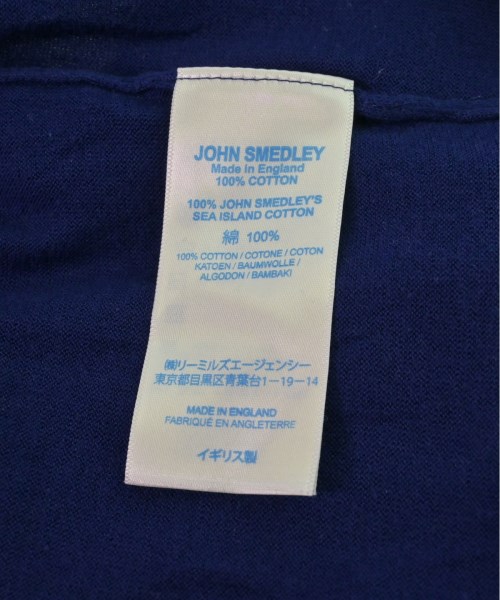 JOHN SMEDLEY
Made in England
100% COTTON
100% JOHN SMEDLEY'S
SEA ISLAND COTTON
綿 100%
100% COTTON / COTONE / COTON
KATOEN / BAUMWOLLE /
ALGODON / BAMBAKI
㈱リーミルズエージェンシー
東京都目黒区青葉台1-19-14
MADE IN ENGLAND
FABRIQUÉ EN ANGLETERRE
イギリス製